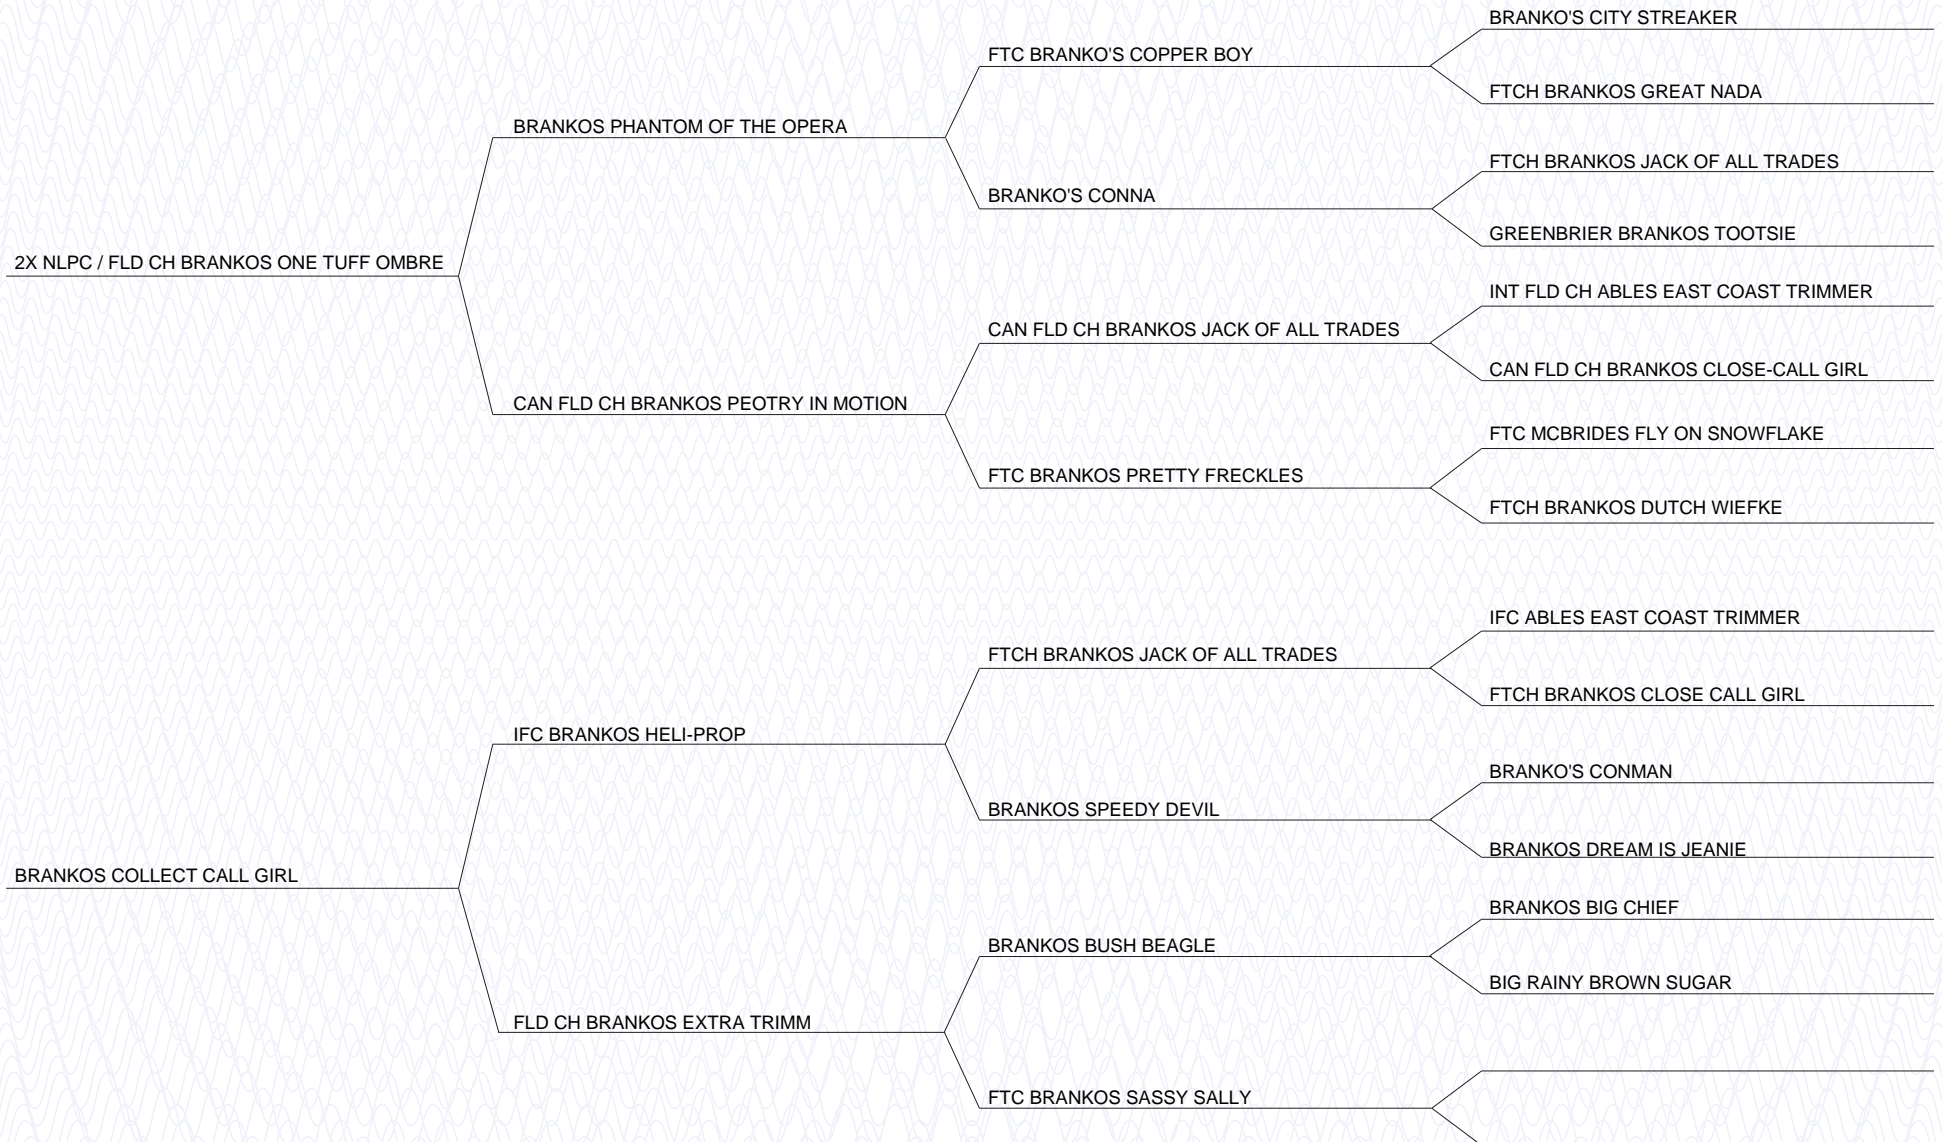 BRANKO'S CITY STREAKER
FTC BRANKO'S COPPER BOY
FTCH BRANKOS GREAT NADA
BRANKOS PHANTOM OF THE OPERA
FTCH BRANKOS JACK OF ALL TRADES
BRANKO'S CONNA
GREENBRIER BRANKOS TOOTSIE
2X NLPC / FLD CH BRANKOS ONE TUFF OMBRE
INT FLD CH ABLES EAST COAST TRIMMER
CAN FLD CH BRANKOS JACK OF ALL TRADES
CAN FLD CH BRANKOS CLOSE-CALL GIRL
CAN FLD CH BRANKOS PEOTRY IN MOTION
FTC MCBRIDES FLY ON SNOWFLAKE
FTC BRANKOS PRETTY FRECKLES
FTCH BRANKOS DUTCH WIEFKE
IFC ABLES EAST COAST TRIMMER
FTCH BRANKOS JACK OF ALL TRADES
FTCH BRANKOS CLOSE CALL GIRL
IFC BRANKOS HELI-PROP
BRANKO'S CONMAN
BRANKOS SPEEDY DEVIL
BRANKOS DREAM IS JEANIE
BRANKOS COLLECT CALL GIRL
BRANKOS BIG CHIEF
BRANKOS BUSH BEAGLE
BIG RAINY BROWN SUGAR
FLD CH BRANKOS EXTRA TRIMM
FTC BRANKOS SASSY SALLY